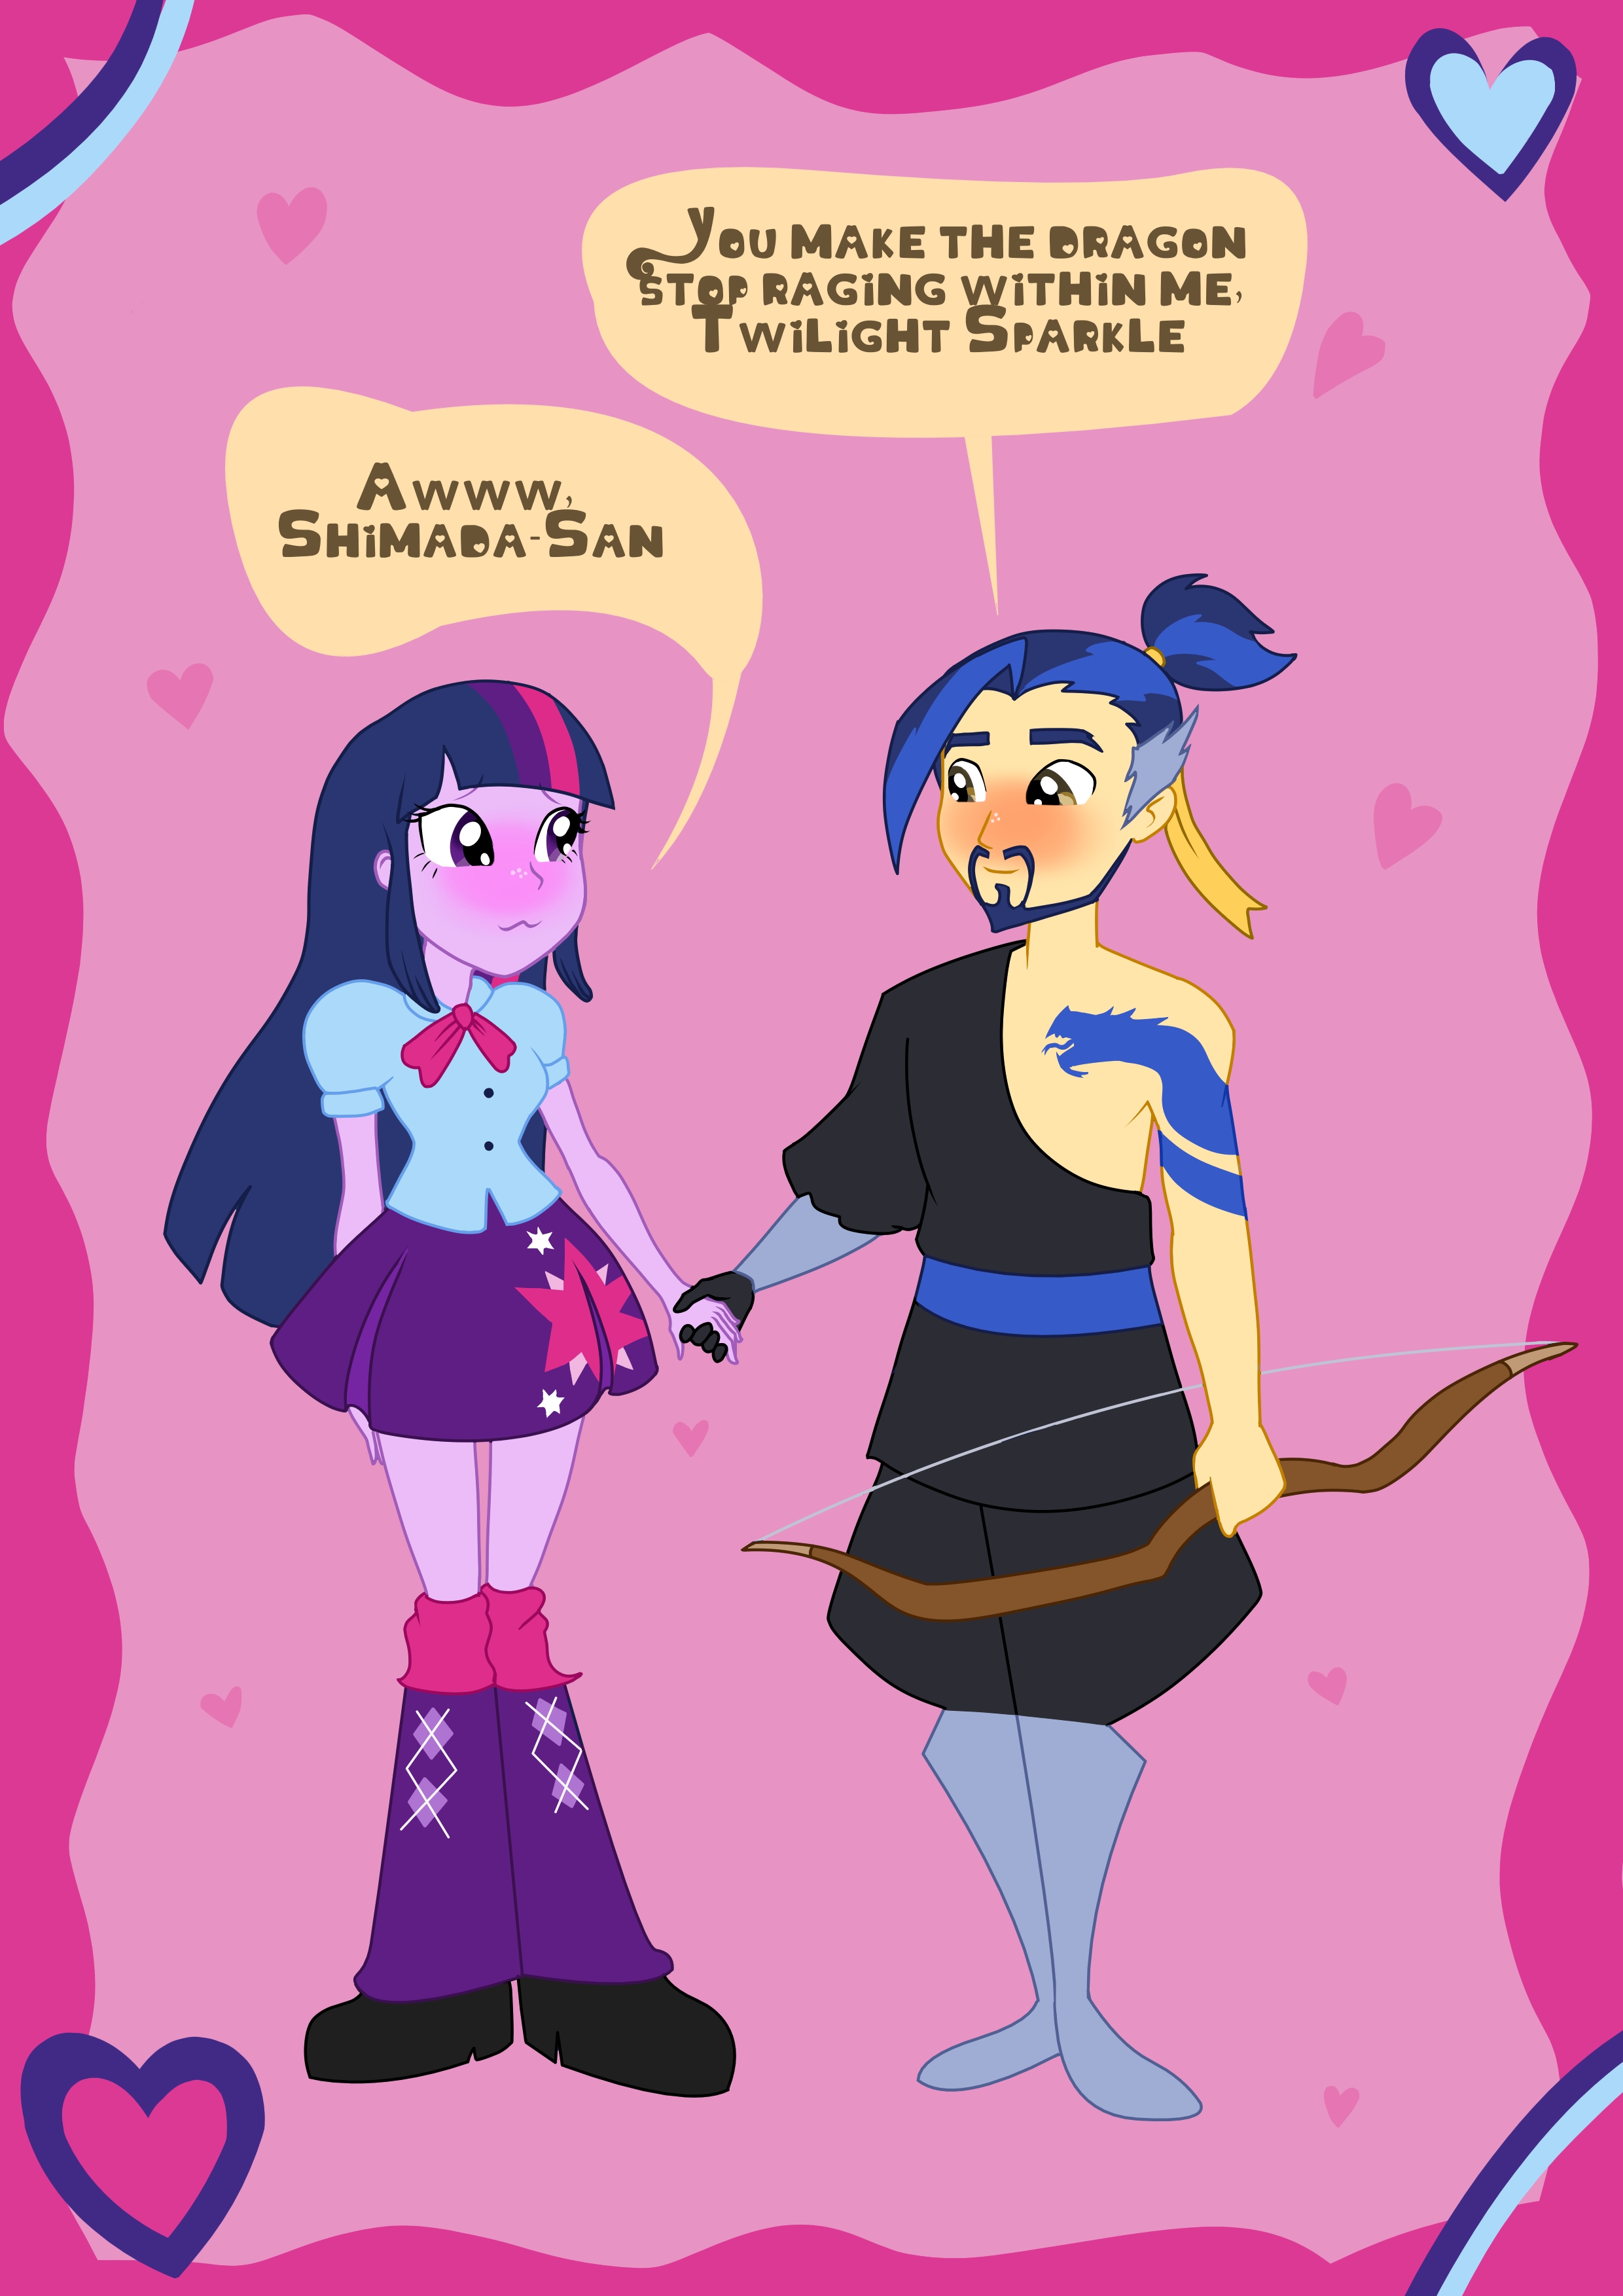 You make the dragon
stop raging within me,
Twilight Sparkle
Awww,
Shimada-San